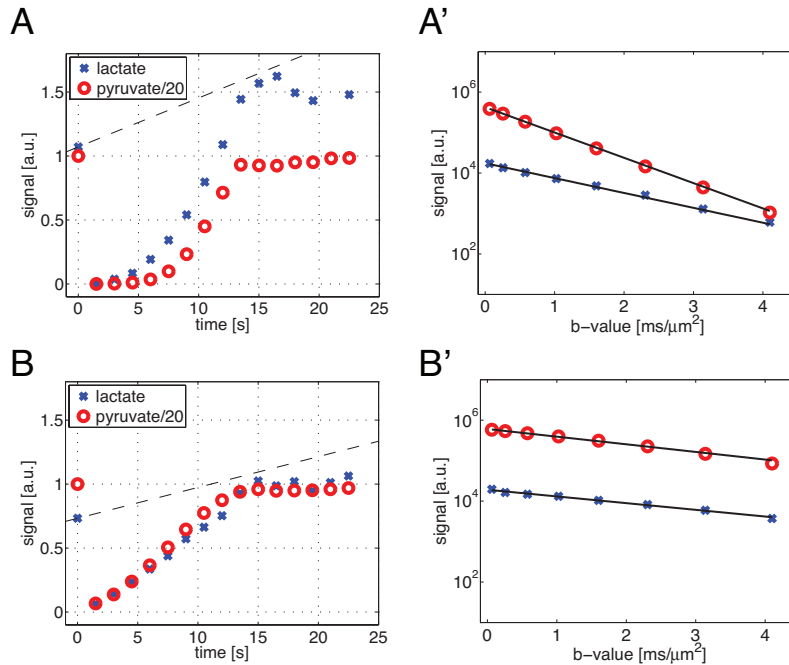 A
lactate
pyruvate/20
signal [a.u.]
1.5
1
0.5
0
0 5 10 15 20 25
time [s]
A'
signal [a.u.]
10⁶
10⁴
10²
0 1 2 3 4
b-value [ms/µm²]
B
lactate
pyruvate/20
signal [a.u.]
1.5
1
0.5
0
0 5 10 15 20 25
time [s]
B'
signal [a.u.]
10⁶
10⁴
10²
0 1 2 3 4
b-value [ms/µm²]